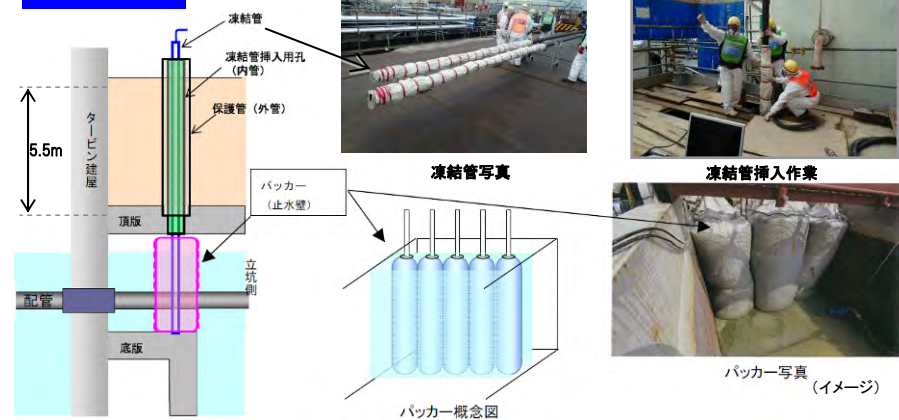 凍結管
凍結管挿入用孔
（内管）
保護管（外管）
タービン建屋
5.5m
パッカー
（止水壁）
頂版
立坑側
配管
底版
凍結管写真
凍結管挿入作業
パッカー概念図
パッカー写真
（イメージ）